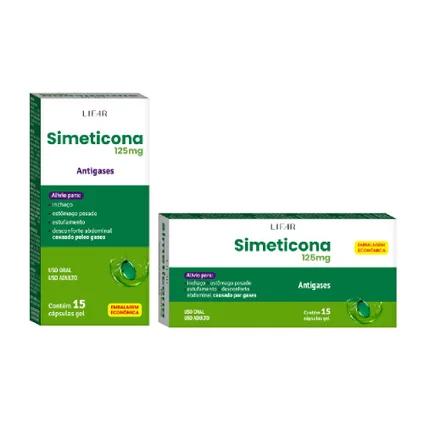 LIFAR
Simeticona
125mg
Antigases
Alívio para:
inchaço
estômago pesado
estufamento
desconforto abdominal
causado pelos gases
USO ORAL
USO ADULTO
Contém 15
cápsulas gel
EMBALAGEM
ECONÔMICA
LIFAR
Simeticona
125mg
EMBALAGEM
ECONÔMICA
Alívio para:
inchaço estômago pesado
estufamento desconforto
abdominal causado por gases
Antigases
USO ORAL
USO ADULTO
Contém 15
cápsulas gel